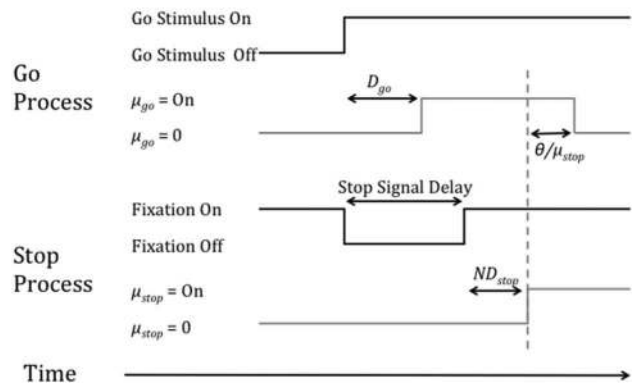 Go Stimulus On
Go Stimulus Off
Go
Process
D_go
μ_go = On
μ_go = 0
θ/μ_stop
Stop Signal Delay
Fixation On
Fixation Off
Stop
Process
ND_stop
μ_stop = On
μ_stop = 0
Time